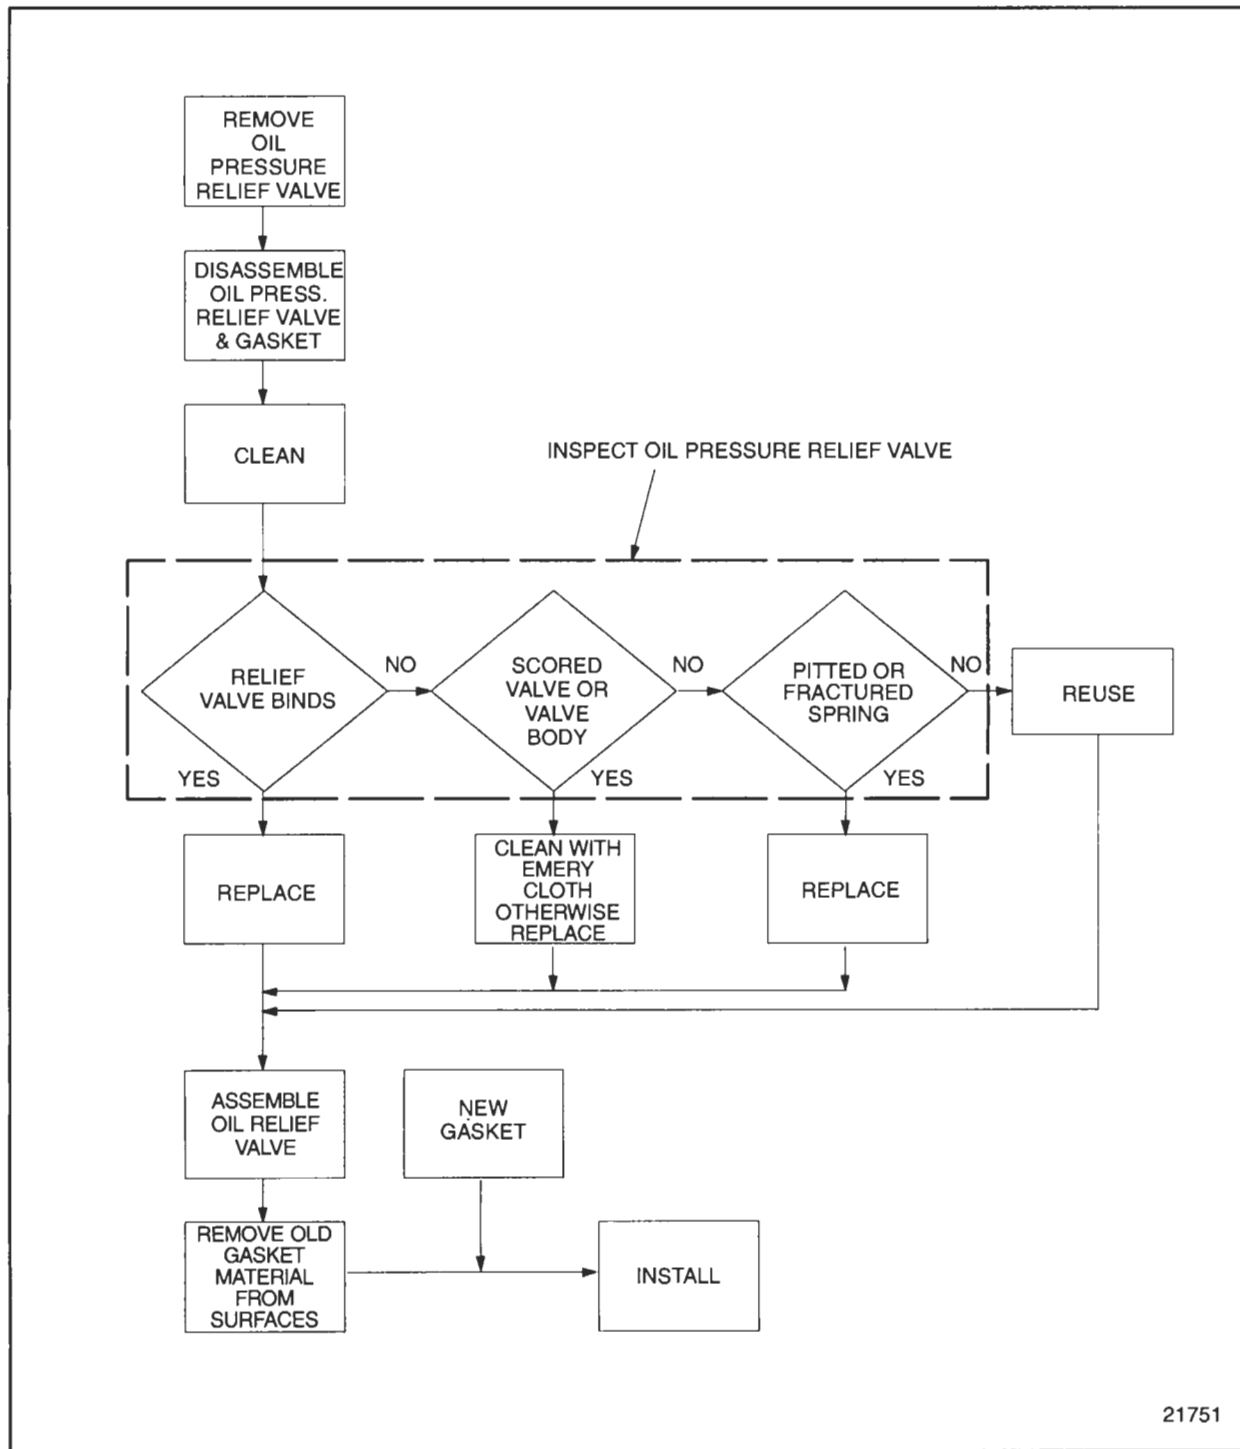 REMOVE
OIL
PRESSURE
RELIEF VALVE
DISASSEMBLE
OIL PRESS.
RELIEF VALVE
& GASKET
CLEAN
INSPECT OIL PRESSURE RELIEF VALVE
RELIEF
VALVE BINDS
NO
YES
SCORED
VALVE OR
VALVE
BODY
NO
YES
PITTED OR
FRACTURED
SPRING
NO
YES
REUSE
REPLACE
CLEAN WITH
EMERY
CLOTH
OTHERWISE
REPLACE
REPLACE
ASSEMBLE
OIL RELIEF
VALVE
NEW
GASKET
REMOVE OLD
GASKET
MATERIAL
FROM
SURFACES
INSTALL
21751